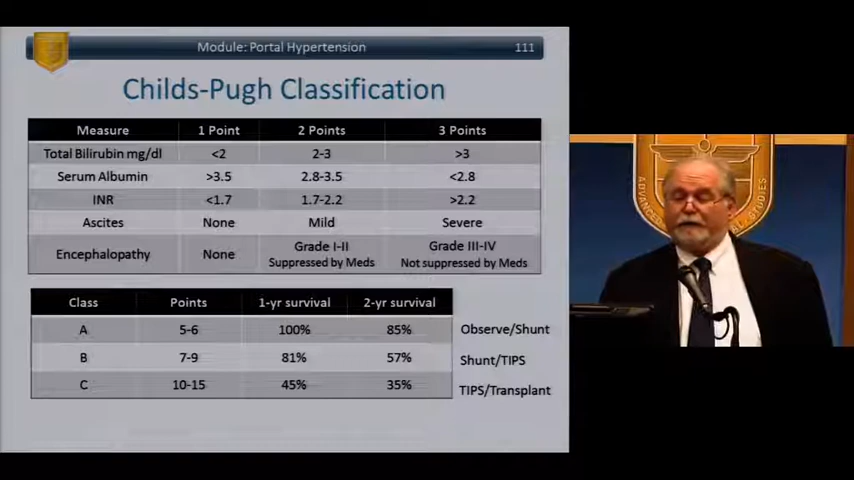 Module: Portal Hypertension 111
Childs-Pugh Classification
Measure 1 Point 2 Points 3 Points
Total Bilirubin mg/dl <2 2-3 >3
Serum Albumin >3.5 2.8-3.5 <2.8
INR <1.7 1.7-2.2 >2.2
Ascites None Mild Severe
Encephalopathy None Grade I-II Suppressed by Meds Grade III-IV Not suppressed by Meds
Class Points 1-yr survival 2-yr survival
A 5-6 100% 85% Observe/Shunt
B 7-9 81% 57% Shunt/TIPS
C 10-15 45% 35% TIPS/Transplant
ADVANCED
STUDIES